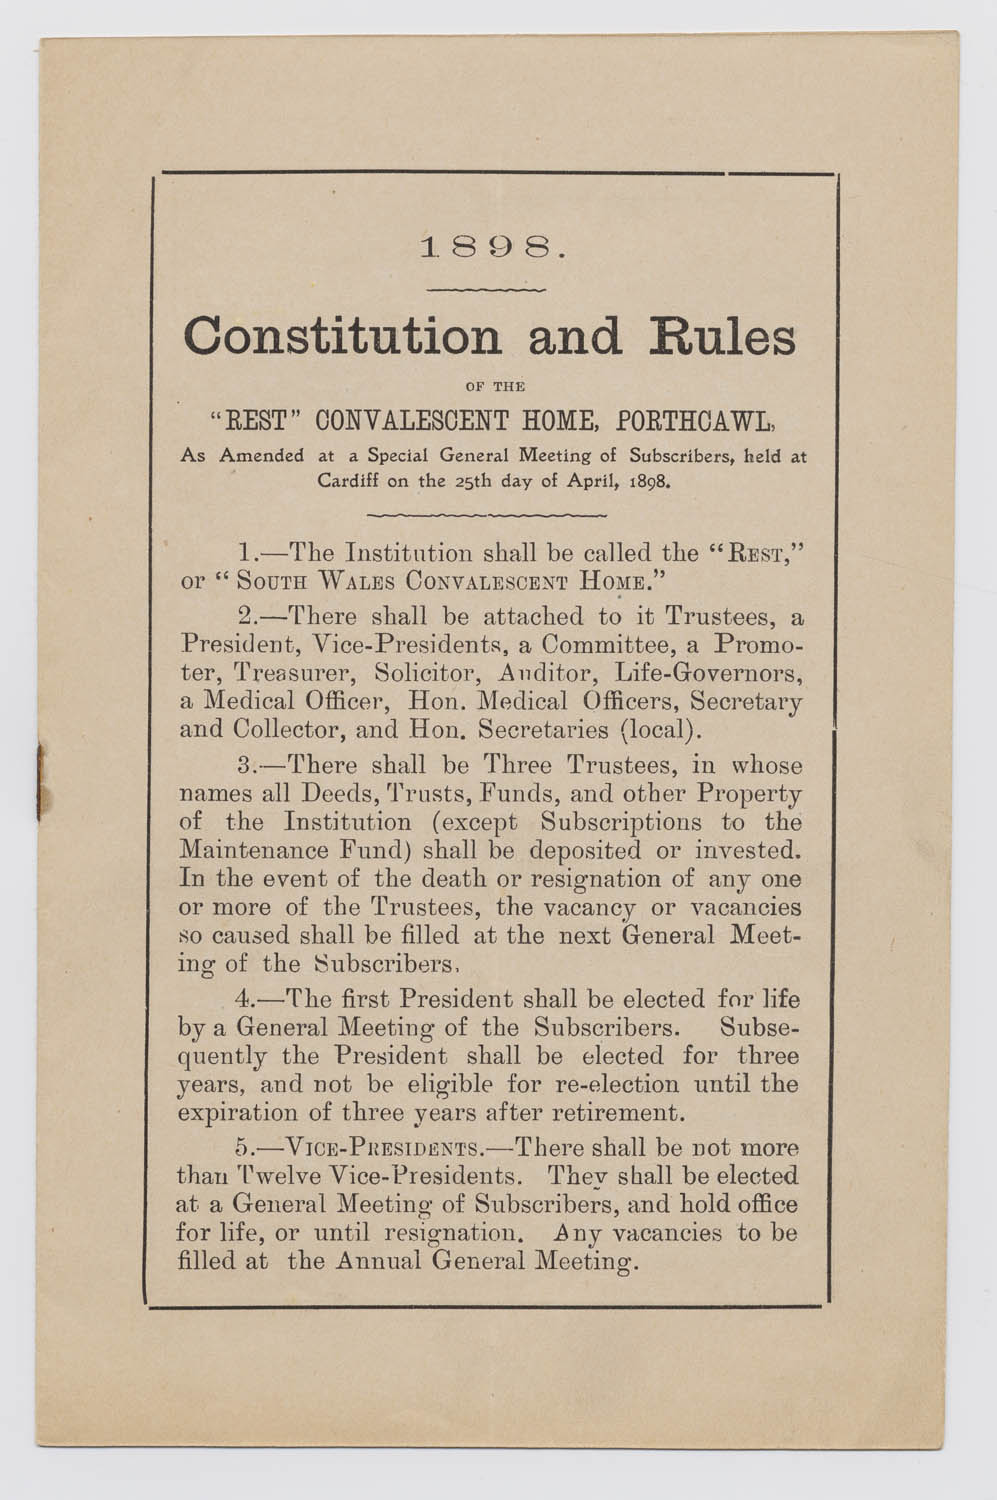 1898.
Constitution and Rules
OF THE
"REST" CONVALESCENT HOME, PORTHCAWL,
As Amended at a Special General Meeting of Subscribers, held at
Cardiff on the 25th day of April, 1898.
1.—The Institution shall be called the "REST,"
or "SOUTH WALES CONVALESCENT HOME."
2.—There shall be attached to it Trustees, a
President, Vice-Presidents, a Committee, a Promo-
ter, Treasurer, Solicitor, Auditor, Life-Governors,
a Medical Officer, Hon. Medical Officers, Secretary
and Collector, and Hon. Secretaries (local).
3.—There shall be Three Trustees, in whose
names all Deeds, Trusts, Funds, and other Property
of the Institution (except Subscriptions to the
Maintenance Fund) shall be deposited or invested.
In the event of the death or resignation of any one
or more of the Trustees, the vacancy or vacancies
so caused shall be filled at the next General Meet-
ing of the Subscribers.
4.—The first President shall be elected for life
by a General Meeting of the Subscribers. Subse-
quently the President shall be elected for three
years, and not be eligible for re-election until the
expiration of three years after retirement.
5.—VICE-PRESIDENTS.—There shall be not more
than Twelve Vice-Presidents. They shall be elected
at a General Meeting of Subscribers, and hold office
for life, or until resignation. Any vacancies to be
filled at the Annual General Meeting.